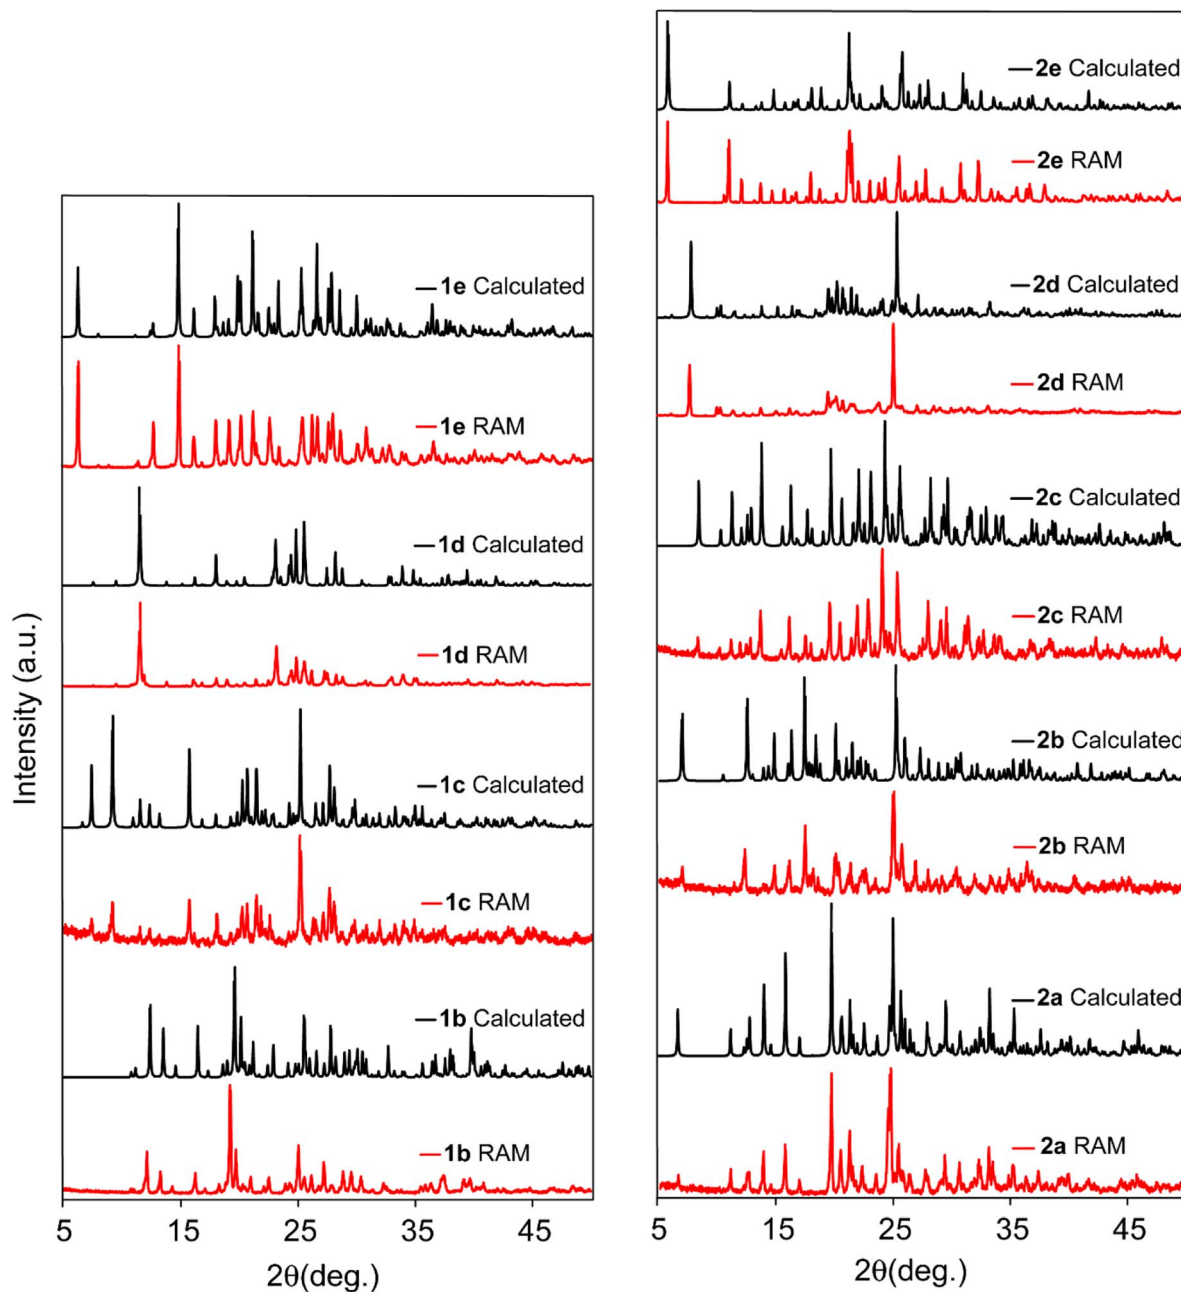 Intensity (a.u.)
1e Calculated
1e RAM
1d Calculated
1d RAM
1c Calculated
1c RAM
1b Calculated
1b RAM
5 15 25 35 45
2θ(deg.)
2e Calculated
2e RAM
2d Calculated
2d RAM
2c Calculated
2c RAM
2b Calculated
2b RAM
2a Calculated
2a RAM
5 15 25 35 45
2θ(deg.)